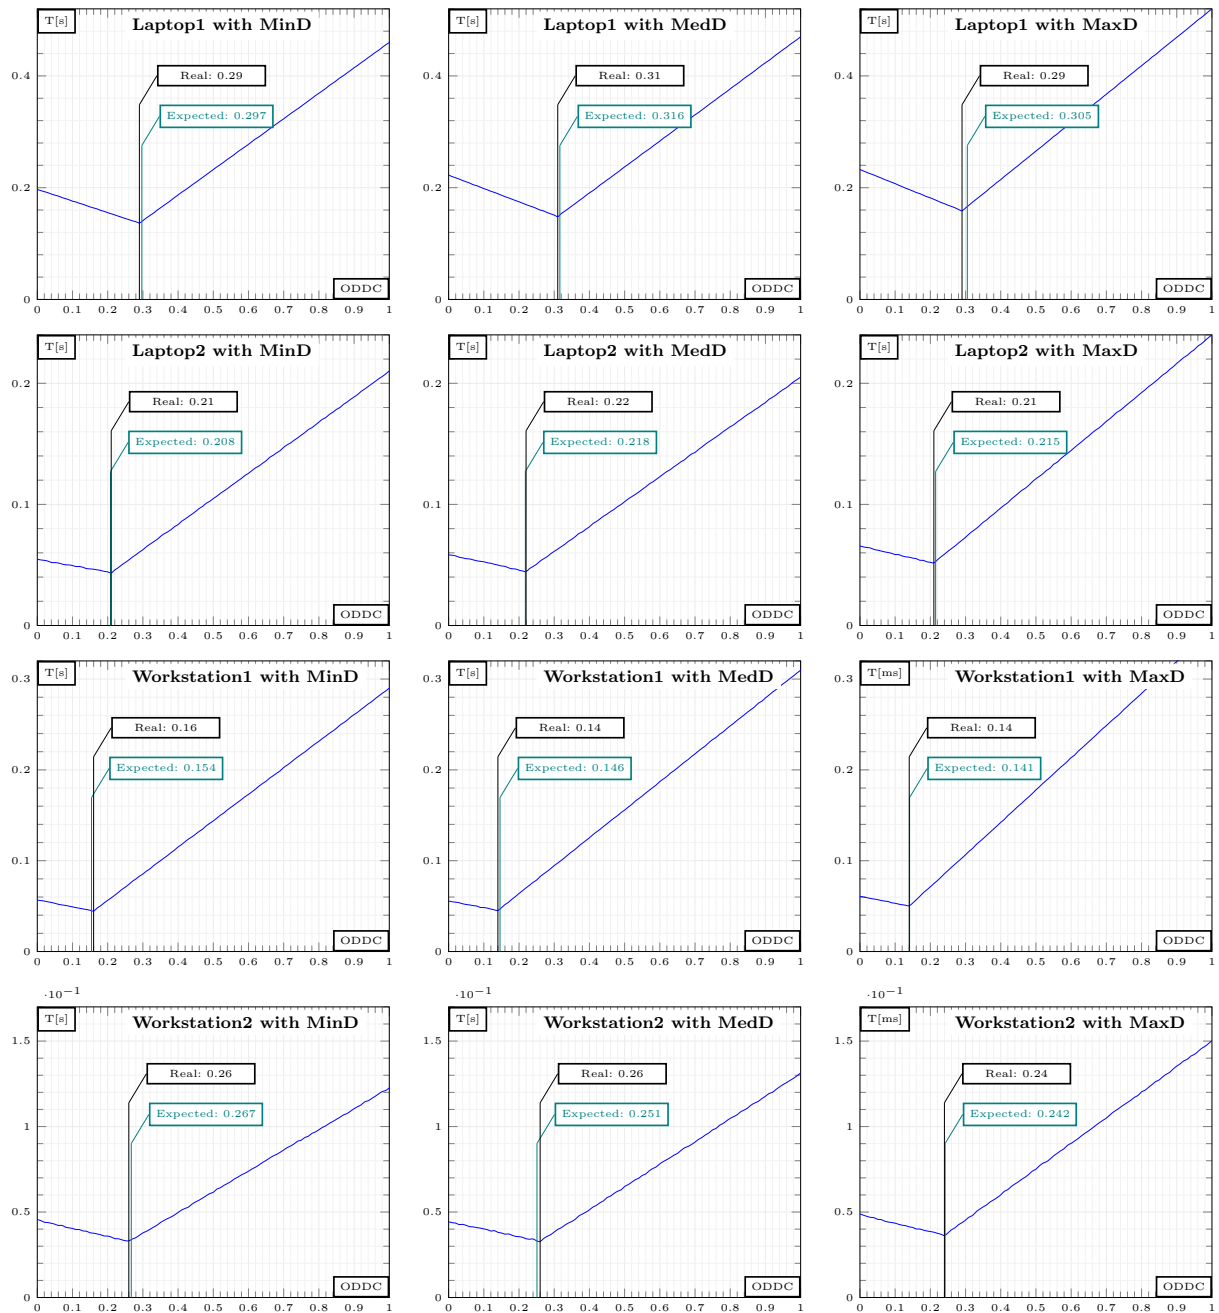 T[s] Laptop1 with MinD
Real: 0.29
Expected: 0.297
0.4
0.2
0
ODDC
0 0.1 0.2 0.3 0.4 0.5 0.6 0.7 0.8 0.9 1
T[s] Laptop1 with MedD
Real: 0.31
Expected: 0.316
0.4
0.2
0
ODDC
0 0.1 0.2 0.3 0.4 0.5 0.6 0.7 0.8 0.9 1
T[s] Laptop1 with MaxD
Real: 0.29
Expected: 0.305
0.4
0.2
0
ODDC
0 0.1 0.2 0.3 0.4 0.5 0.6 0.7 0.8 0.9 1
T[s] Laptop2 with MinD
Real: 0.21
Expected: 0.208
0.2
0.1
0
ODDC
0 0.1 0.2 0.3 0.4 0.5 0.6 0.7 0.8 0.9 1
T[s] Laptop2 with MedD
Real: 0.22
Expected: 0.218
0.2
0.1
0
ODDC
0 0.1 0.2 0.3 0.4 0.5 0.6 0.7 0.8 0.9 1
T[s] Laptop2 with MaxD
Real: 0.21
Expected: 0.215
0.2
0.1
0
ODDC
0 0.1 0.2 0.3 0.4 0.5 0.6 0.7 0.8 0.9 1
T[s] Workstation1 with MinD
Real: 0.16
Expected: 0.154
0.3
0.2
0.1
0
ODDC
0 0.1 0.2 0.3 0.4 0.5 0.6 0.7 0.8 0.9 1
T[s] Workstation1 with MedD
Real: 0.14
Expected: 0.146
0.3
0.2
0.1
0
ODDC
0 0.1 0.2 0.3 0.4 0.5 0.6 0.7 0.8 0.9 1
T[ms] Workstation1 with MaxD
Real: 0.14
Expected: 0.141
0.3
0.2
0.1
0
ODDC
0 0.1 0.2 0.3 0.4 0.5 0.6 0.7 0.8 0.9 1
·10⁻¹
T[s] Workstation2 with MinD
Real: 0.26
Expected: 0.267
1.5
1
0.5
0
ODDC
0 0.1 0.2 0.3 0.4 0.5 0.6 0.7 0.8 0.9 1
·10⁻¹
T[s] Workstation2 with MedD
Real: 0.26
Expected: 0.251
1.5
1
0.5
0
ODDC
0 0.1 0.2 0.3 0.4 0.5 0.6 0.7 0.8 0.9 1
·10⁻¹
T[ms] Workstation2 with MaxD
Real: 0.24
Expected: 0.242
1.5
1
0.5
0
ODDC
0 0.1 0.2 0.3 0.4 0.5 0.6 0.7 0.8 0.9 1